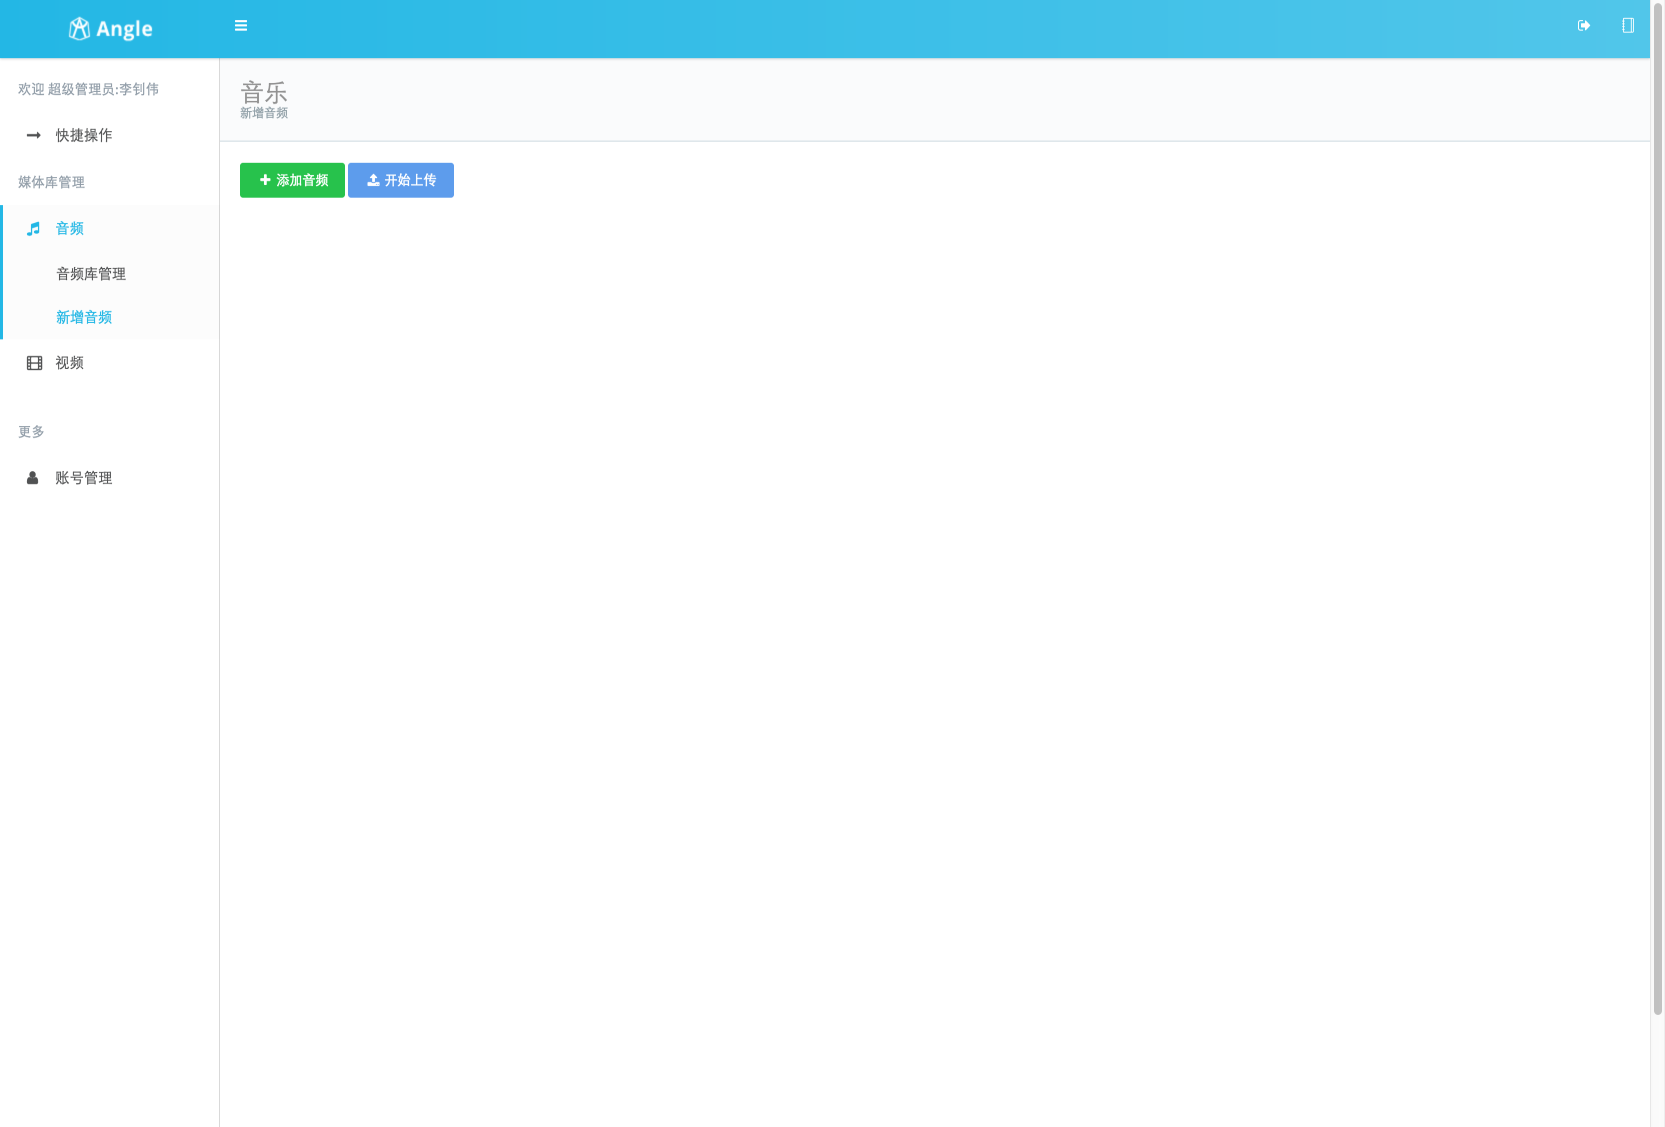 Angle
欢迎 超级管理员:李钊伟
快捷操作
媒体库管理
音频
音频库管理
新增音频
视频
更多
账号管理
音乐
新增音频
添加音频 开始上传